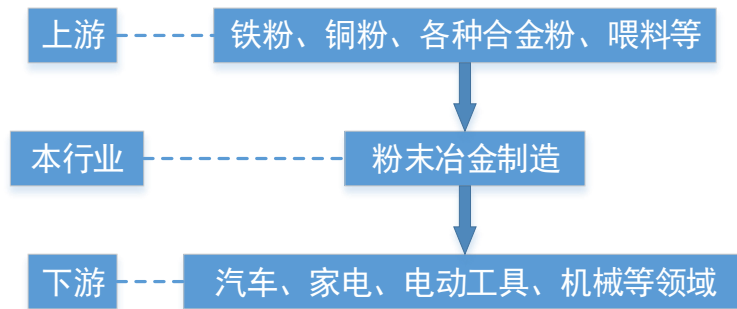 上游
铁粉、铜粉、各种合金粉、喂料等
本行业
粉末冶金制造
下游
汽车、家电、电动工具、机械等领域